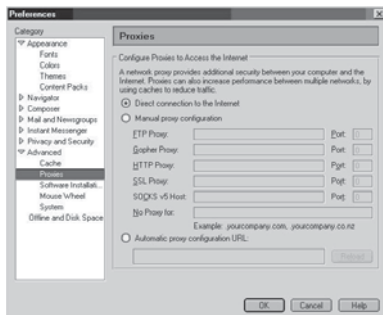 Preferences
Category
Appearance
Fonts
Colors
Themes
Content Packs
Navigator
Composer
Mail and Newsgroups
Instant Messenger
Privacy and Security
Advanced
Cache
Proxies
Software Installati..
Mouse Wheel
System
Offline and Disk Space
Proxies
Configure Proxies to Access the Internet
A network proxy provides additional security between your computer and the
Internet. Proxies can also increase performance between multiple networks, by
using caches to reduce traffic.
Direct connection to the Internet
Manual proxy configuration
FTP Proxy: Port: 0
Gopher Proxy: Port: 0
HTTP Proxy: Port: 0
SSL Proxy: Port: 0
SOCKS v5 Host: Port: 0
No Proxy for:
Example: .yourcompany.com, .yourcompany.co.nz
Automatic proxy configuration URL:
Reload
OK Cancel Help